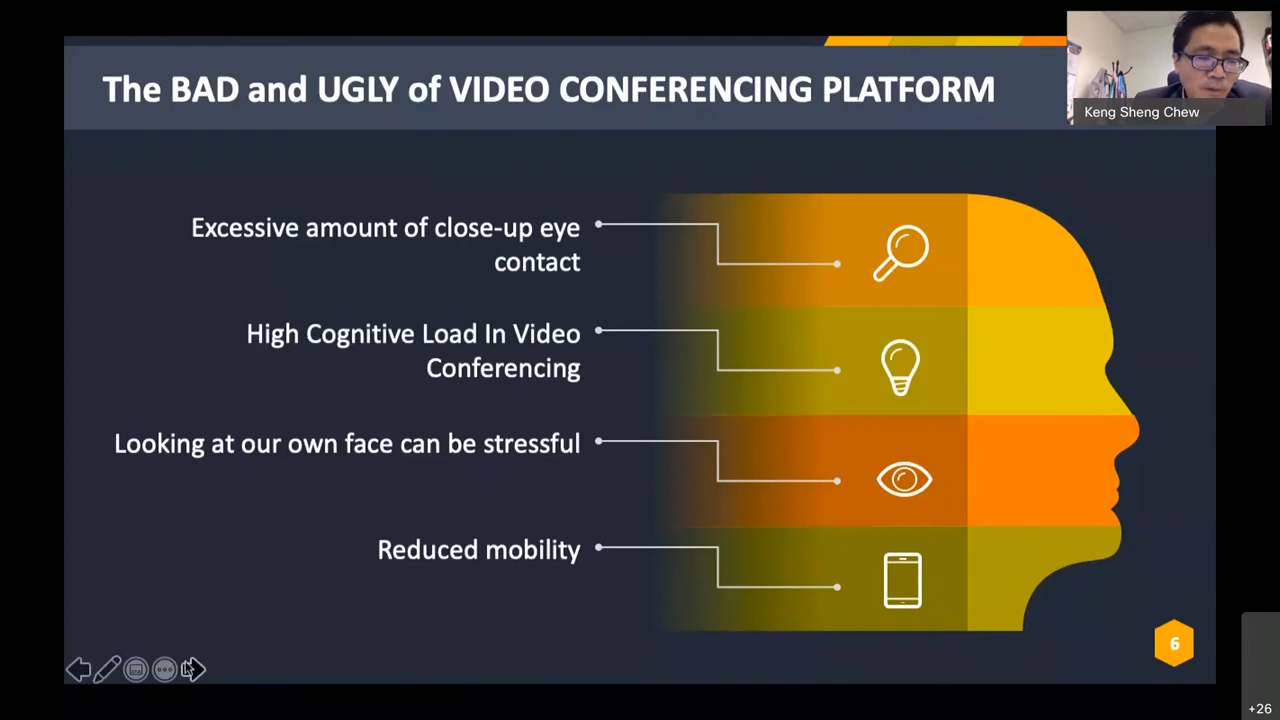 The BAD and UGLY of VIDEO CONFERENCING PLATFORM
Keng Sheng Chew
Excessive amount of close-up eye
contact
High Cognitive Load In Video
Conferencing
Looking at our own face can be stressful
Reduced mobility
6
+26